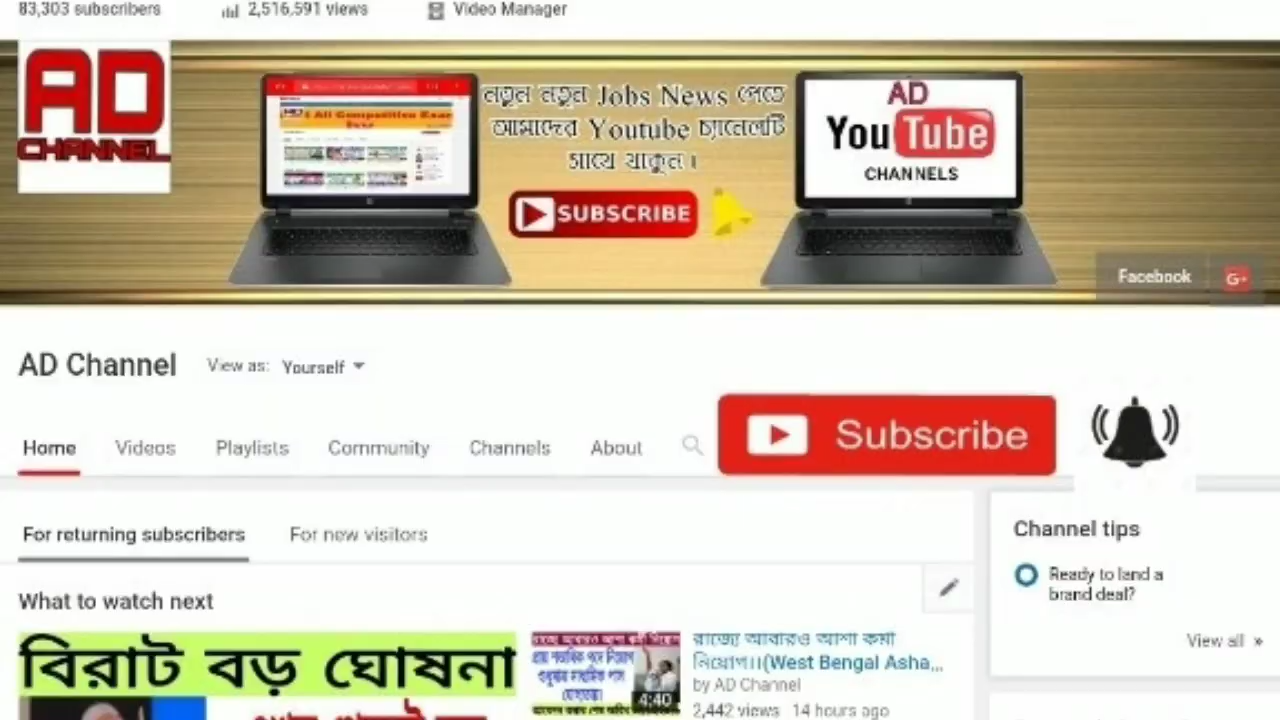 83,303 subscribers
2,516,591 views
Video Manager
AD
CHANNEL
নতুন নতুন Jobs News পেতে
আমাদের Youtube চ্যানেলটি
সাথে থাকুন।
SUBSCRIBE
AD
YouTube
CHANNELS
Facebook
G+
AD Channel
View as: Yourself
Home
Videos
Playlists
Community
Channels
About
Subscribe
For returning subscribers
For new visitors
Channel tips
Ready to land a
brand deal?
View all »
What to watch next
বিরাট বড় ঘোষনা
4:40
রাজ্যে আবারও আশা কর্মী
নিয়োগ।।(West Bengal Asha...
by AD Channel
2,442 views 14 hours ago